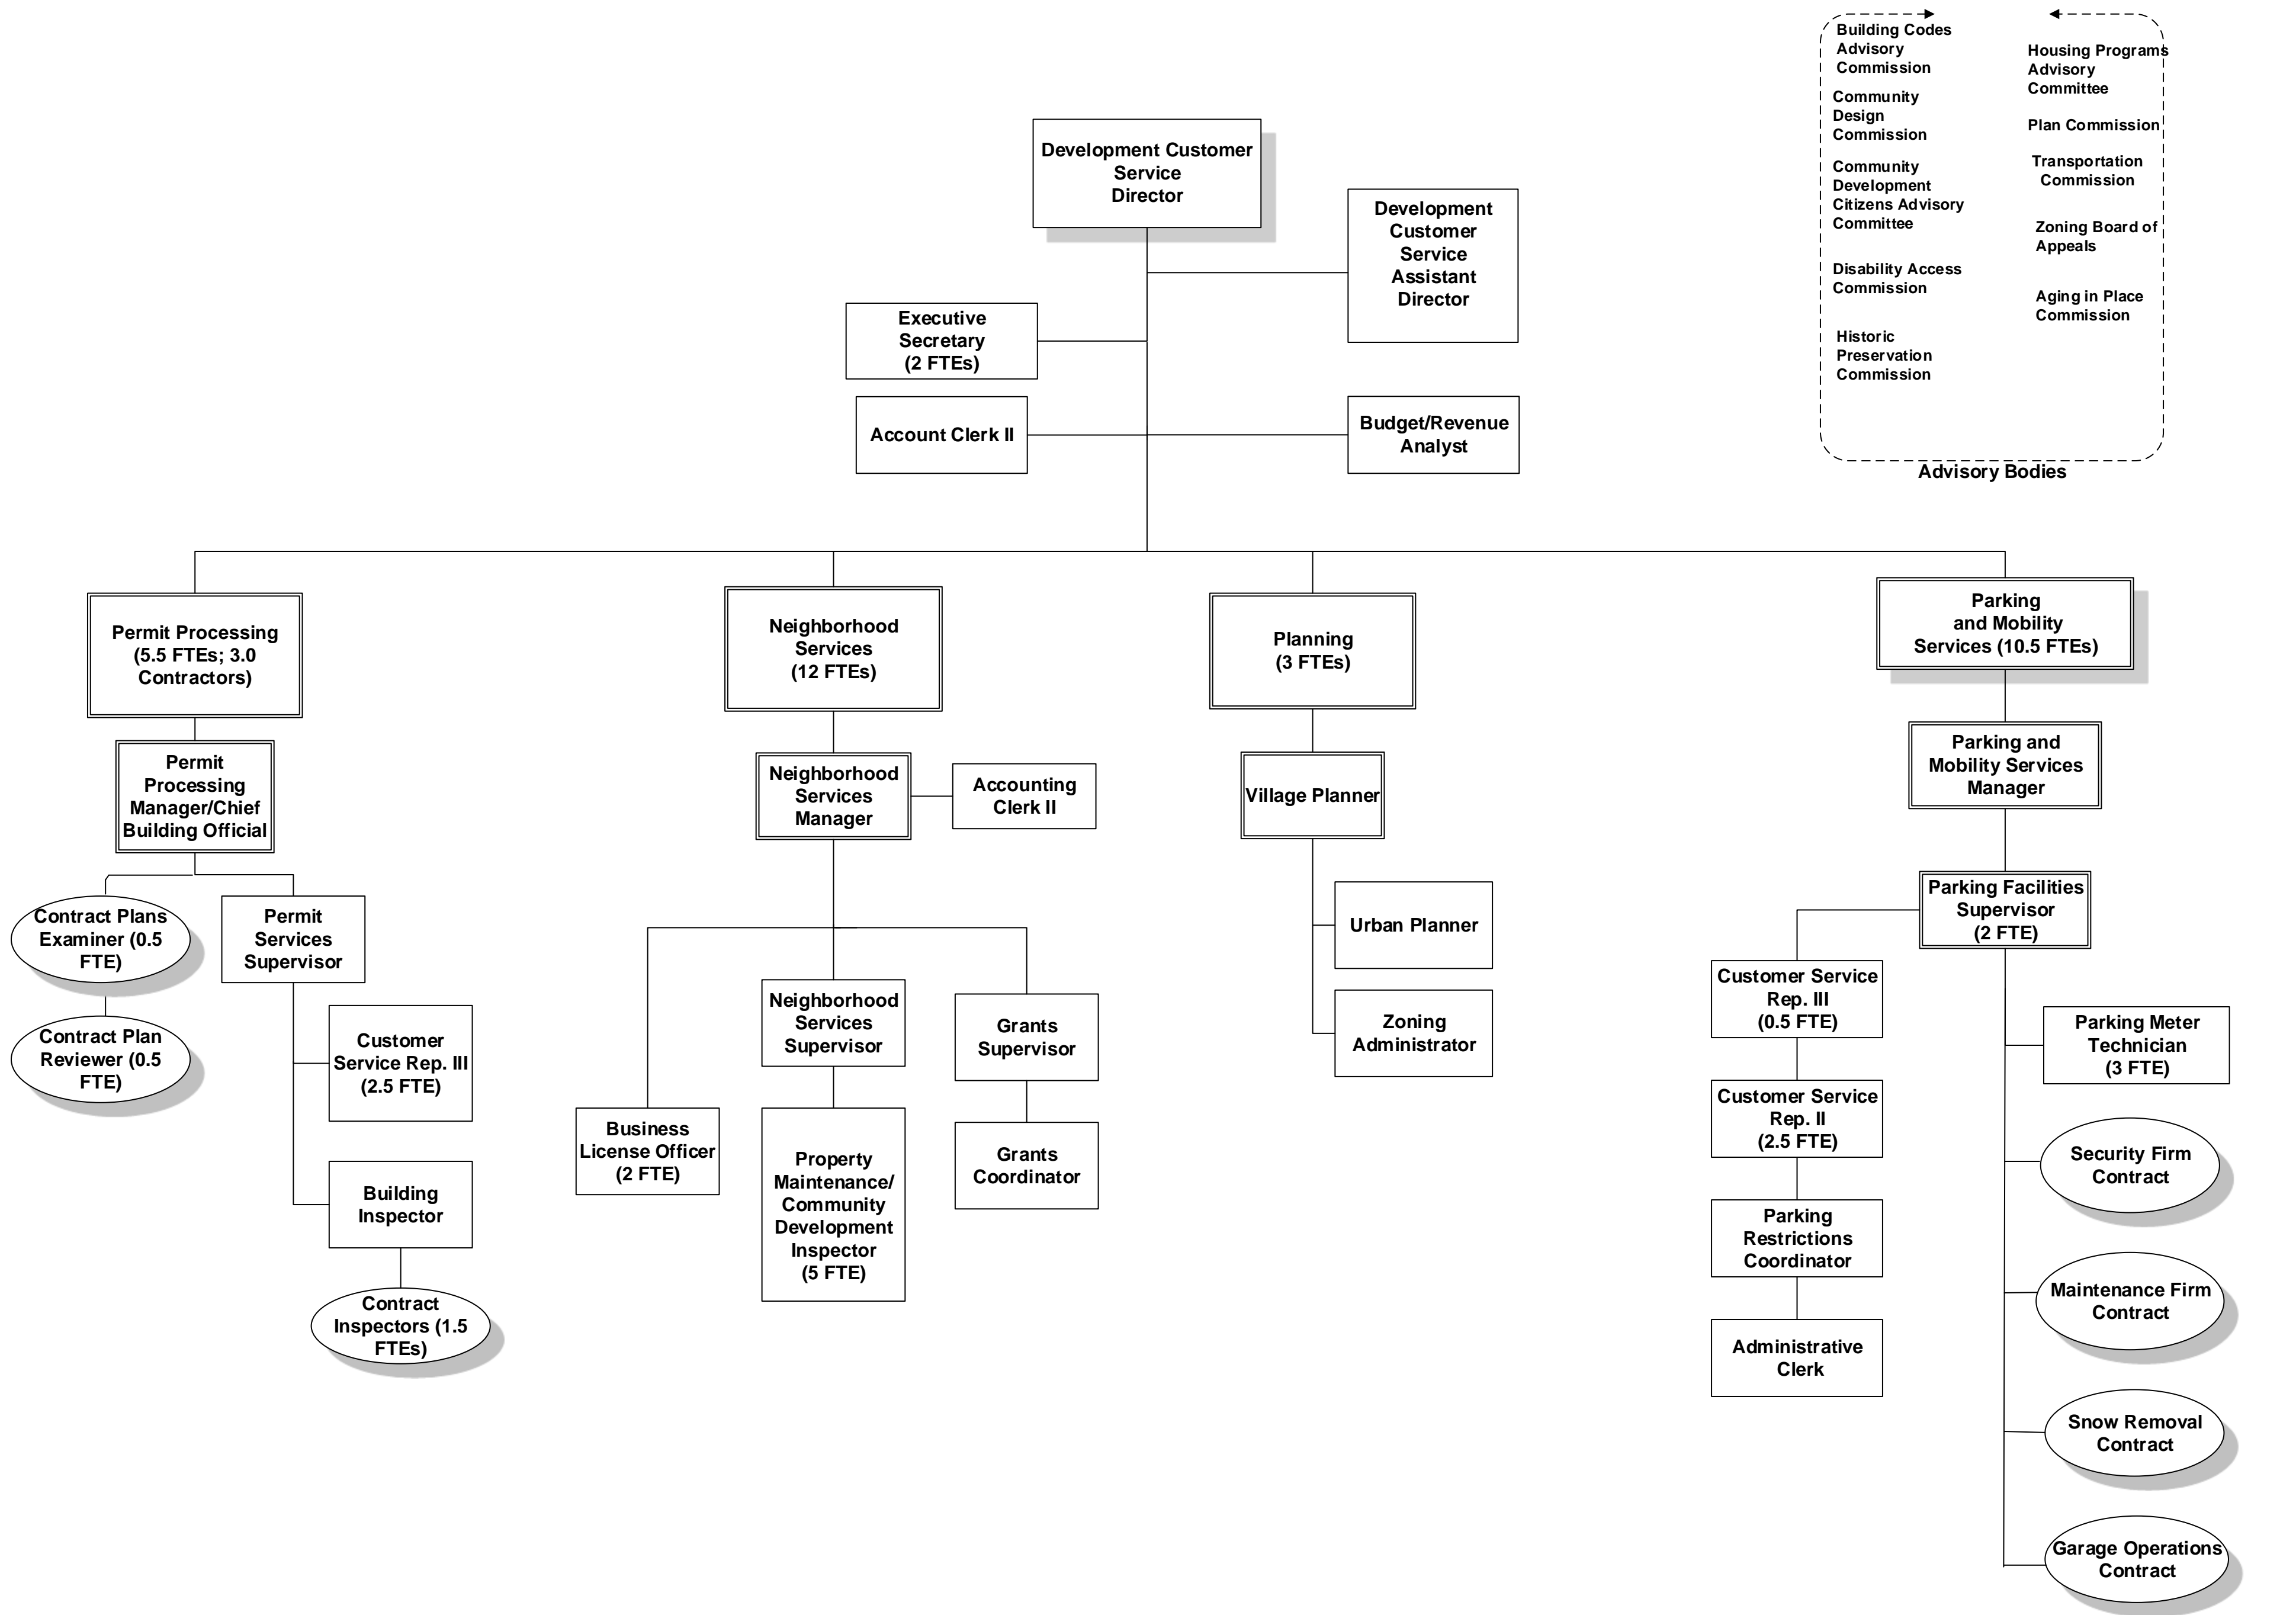 Building Codes
Advisory
Commission
Community
Design
Commission
Community
Development
Citizens Advisory
Committee
Disability Access
Commission
Historic
Preservation
Commission
Housing Programs
Advisory
Committee
Plan Commission
Transportation
Commission
Zoning Board of
Appeals
Aging in Place
Commission
Advisory Bodies
Development Customer
Service
Director
Development
Customer
Service
Assistant
Director
Executive
Secretary
(2 FTEs)
Account Clerk II
Budget/Revenue
Analyst
Permit Processing
(5.5 FTEs; 3.0
Contractors)
Permit
Processing
Manager/Chief
Building Official
Contract Plans
Examiner (0.5
FTE)
Contract Plan
Reviewer (0.5
FTE)
Permit
Services
Supervisor
Customer
Service Rep. III
(2.5 FTE)
Building
Inspector
Contract
Inspectors (1.5
FTEs)
Neighborhood
Services
(12 FTEs)
Neighborhood
Services
Manager
Accounting
Clerk II
Business
License Officer
(2 FTE)
Neighborhood
Services
Supervisor
Property
Maintenance/
Community
Development
Inspector
(5 FTE)
Grants
Supervisor
Grants
Coordinator
Planning
(3 FTEs)
Village Planner
Urban Planner
Zoning
Administrator
Parking
and Mobility
Services (10.5 FTEs)
Parking and
Mobility Services
Manager
Parking Facilities
Supervisor
(2 FTE)
Customer Service
Rep. III
(0.5 FTE)
Customer Service
Rep. II
(2.5 FTE)
Parking
Restrictions
Coordinator
Administrative
Clerk
Parking Meter
Technician
(3 FTE)
Security Firm
Contract
Maintenance Firm
Contract
Snow Removal
Contract
Garage Operations
Contract